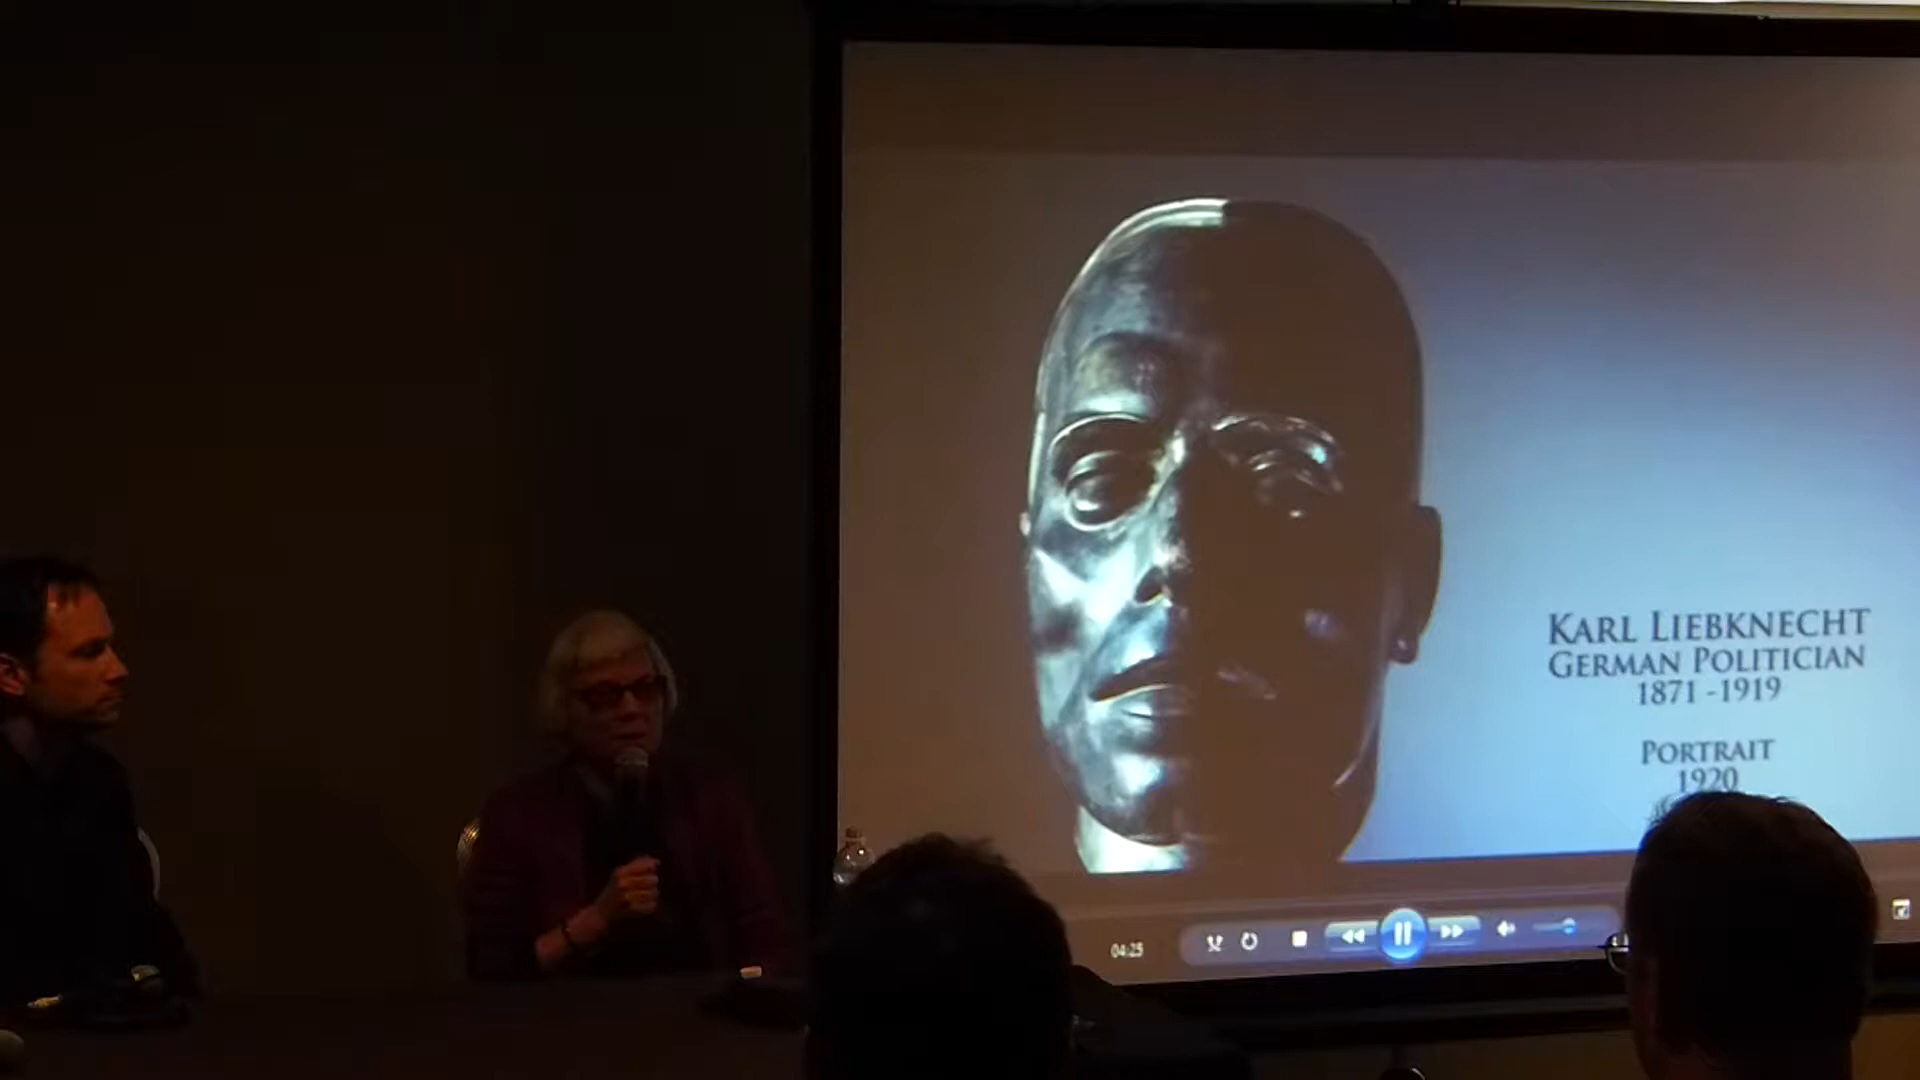 KARL LIEBKNECHT
GERMAN POLITICIAN
1871 -1919
PORTRAIT
1920
04:25